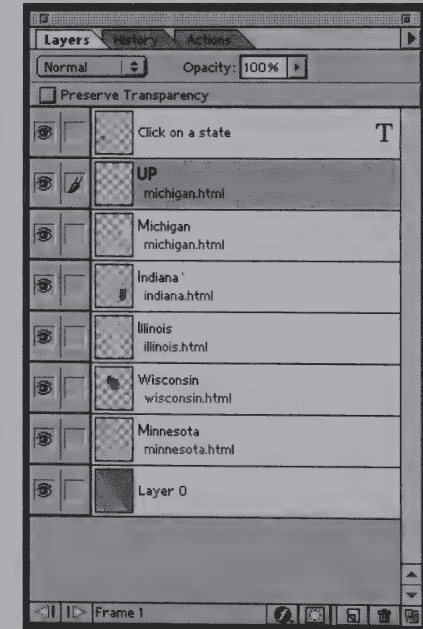 Layers History Actions
Normal Opacity: 100%
Preserve Transparency
Click on a state T
UP
michigan.html
Michigan
michigan.html
Indiana
indiana.html
Illinois
illinois.html
Wisconsin
wisconsin.html
Minnesota
minnesota.html
Layer 0
Frame 1